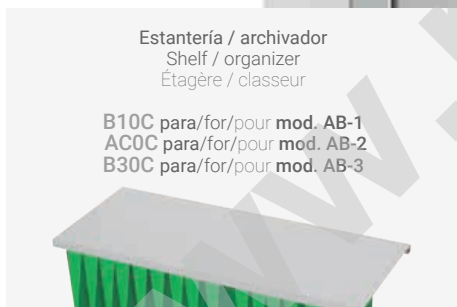 Estantería / archivador
Shelf / organizer
Étagère / classeur
B10C para/for/pour mod. AB-1
AC0C para/for/pour mod. AB-2
B30C para/for/pour mod. AB-3